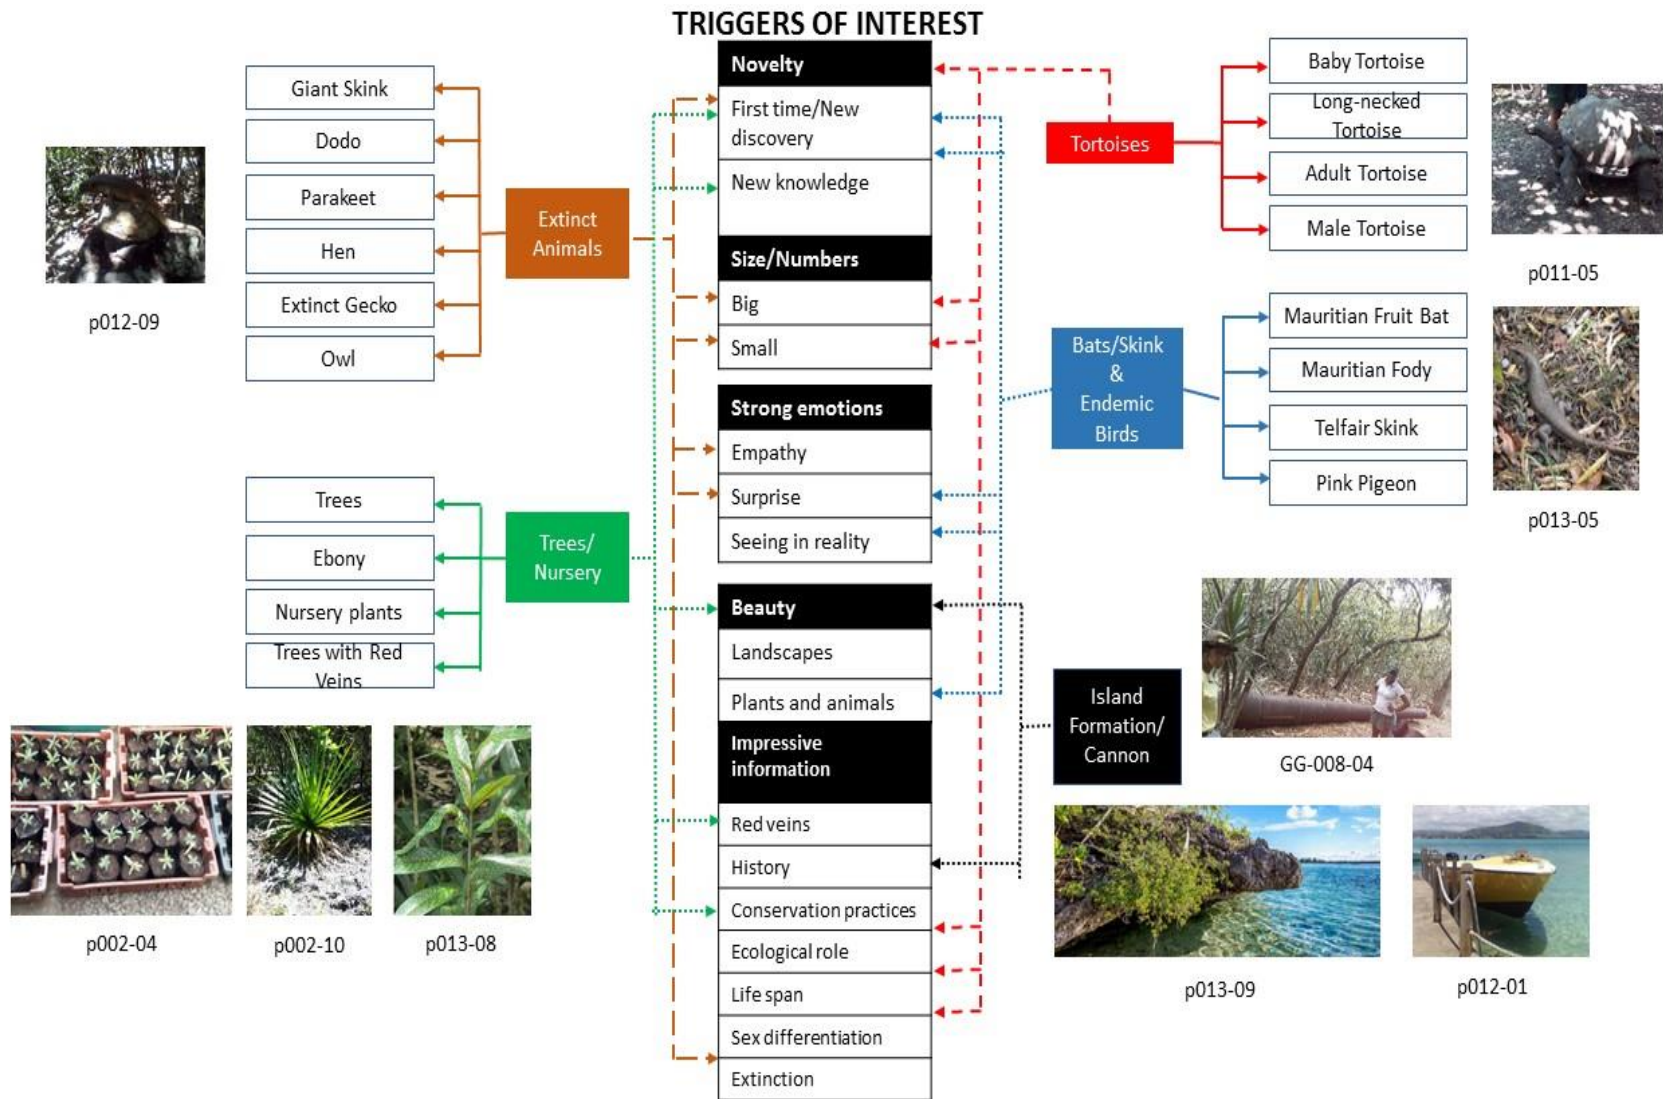 TRIGGERS OF INTEREST
Giant Skink
Dodo
Parakeet
Hen
Extinct Gecko
Owl
p012-09
Extinct
Animals
Trees
Ebony
Nursery plants
Trees with Red
Veins
Trees/
Nursery
p002-04
p002-10
p013-08
Novelty
First time/New
discovery
New knowledge
Size/Numbers
Big
Small
Strong emotions
Empathy
Surprise
Seeing in reality
Beauty
Landscapes
Plants and animals
Impressive
information
Red veins
History
Conservation practices
Ecological role
Life span
Sex differentiation
Extinction
Tortoises
Baby Tortoise
Long-necked
Tortoise
Adult Tortoise
Male Tortoise
p011-05
Bats/Skink
&
Endemic
Birds
Mauritian Fruit Bat
Mauritian Fody
Telfair Skink
Pink Pigeon
p013-05
Island
Formation/
Cannon
GG-008-04
p013-09
p012-01